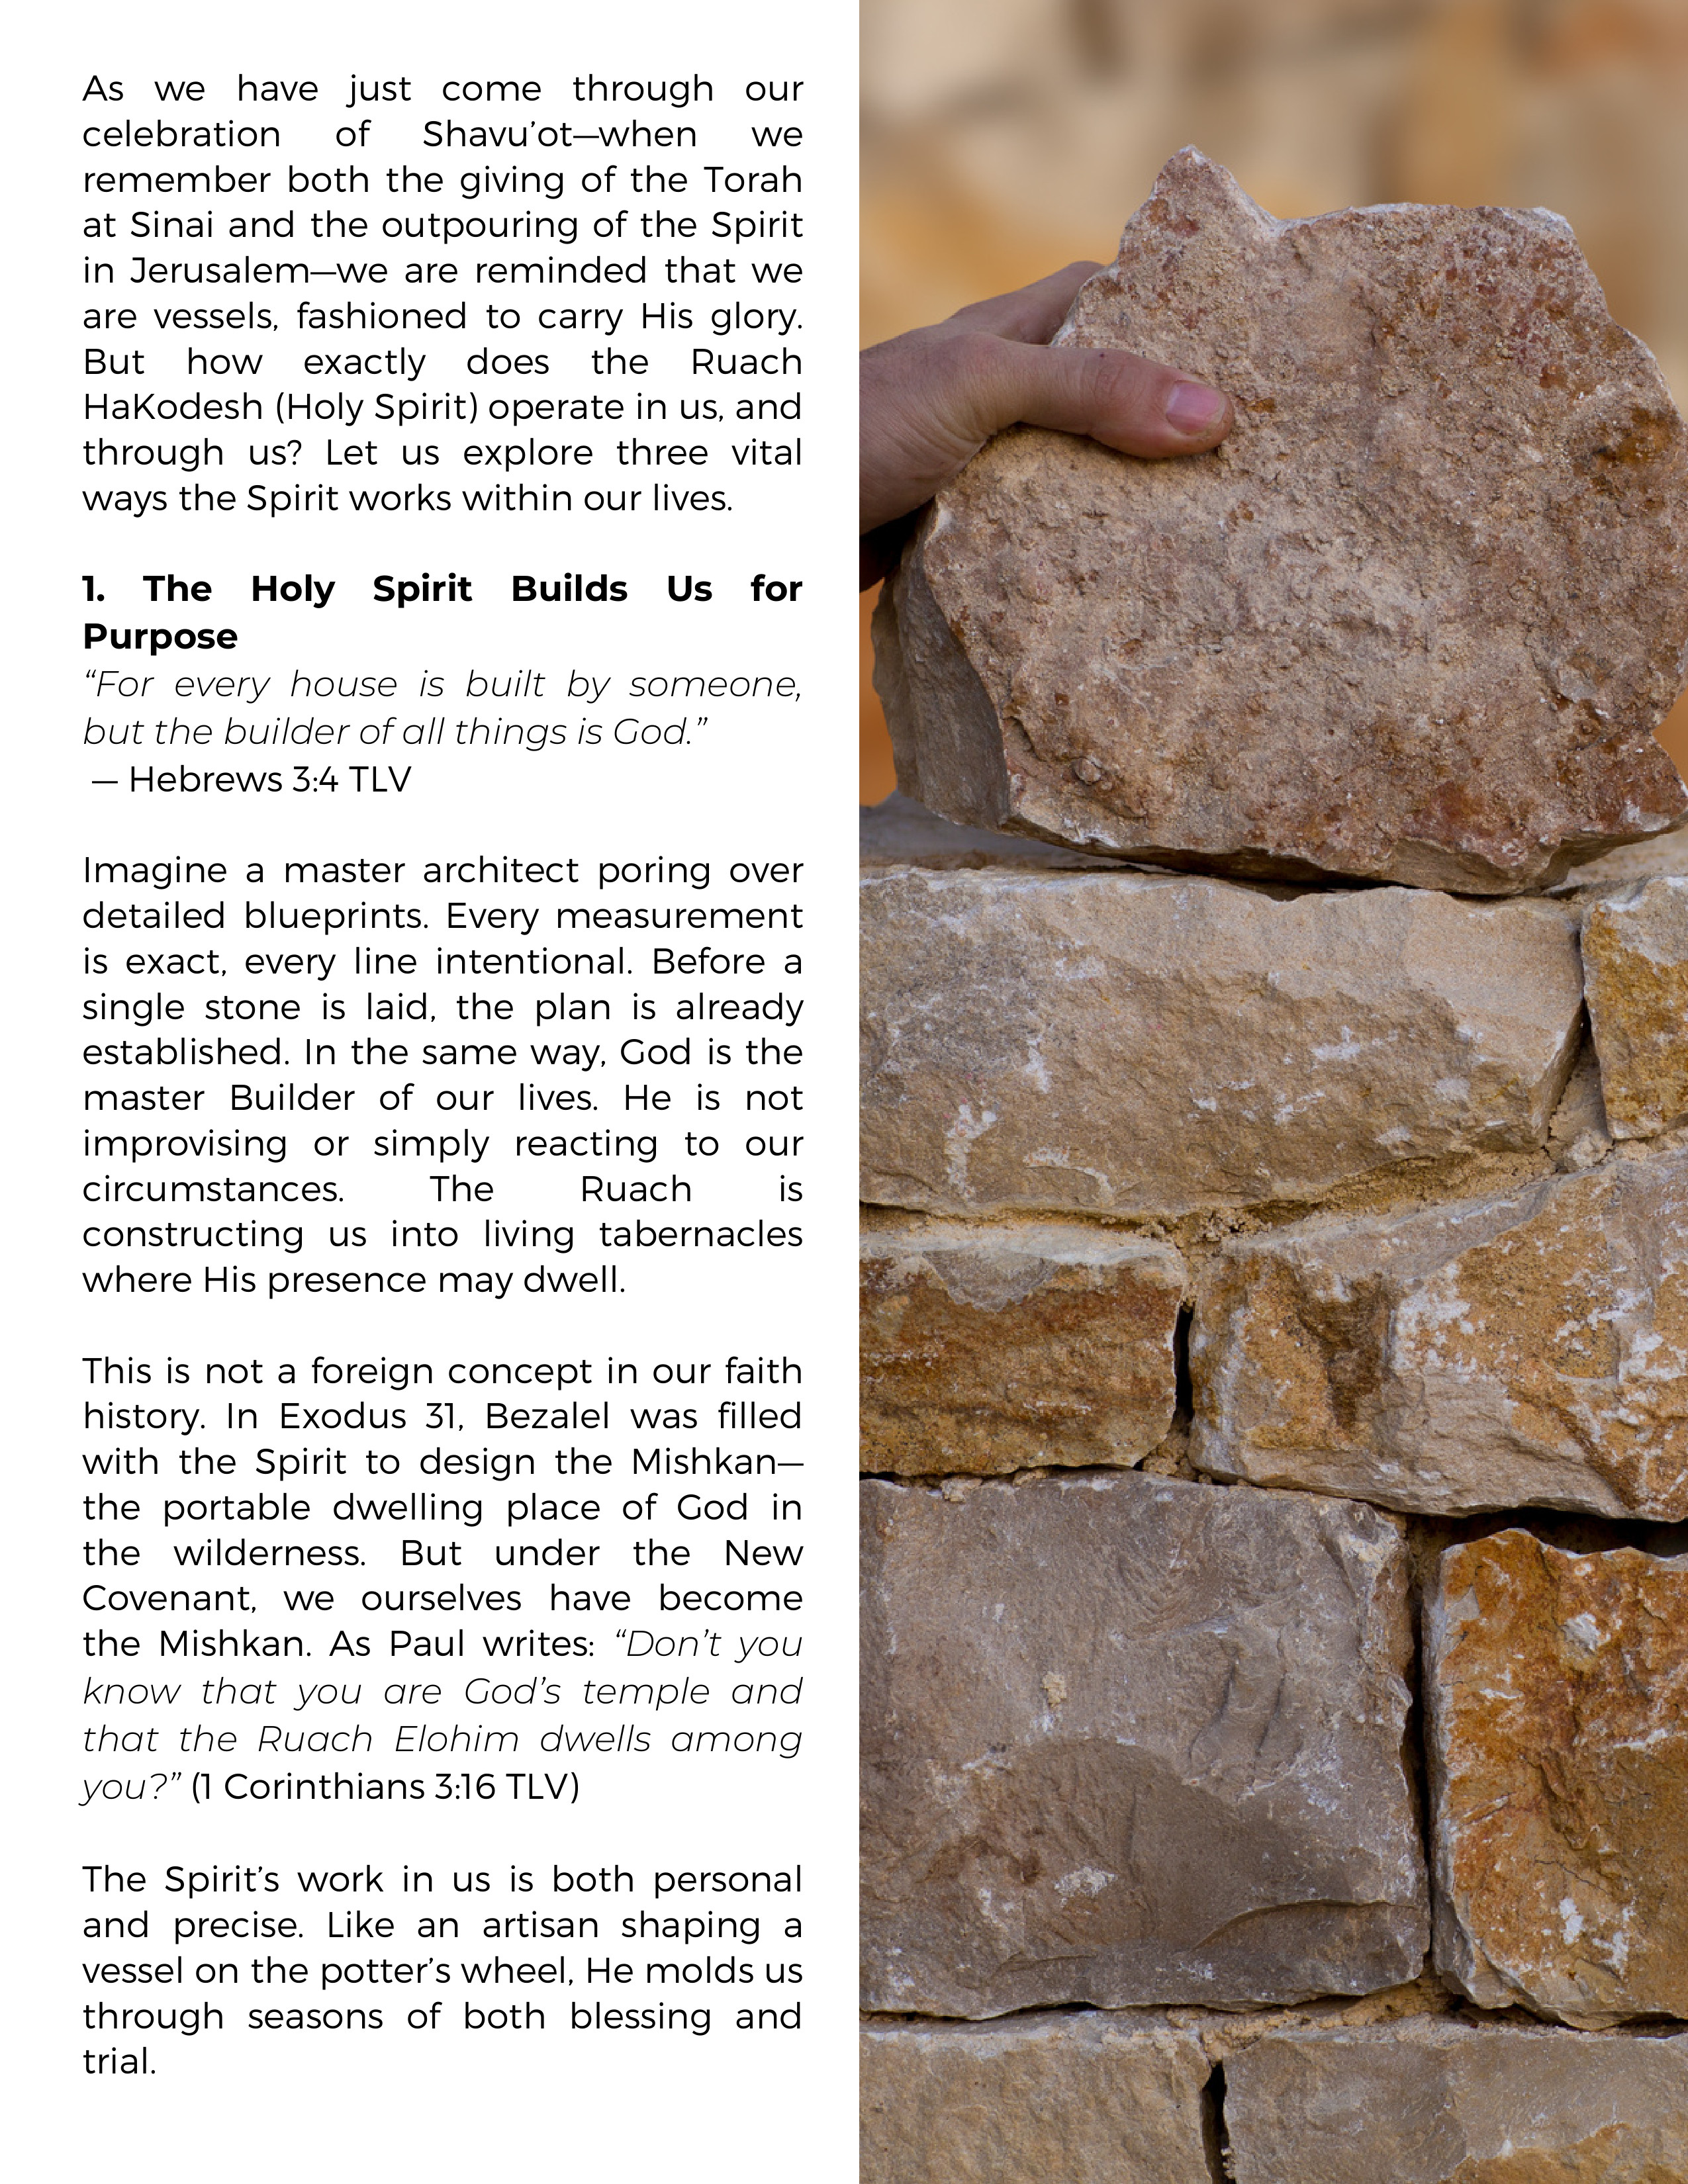 As we have just come through our
celebration of Shavu’ot—when we
remember both the giving of the Torah
at Sinai and the outpouring of the Spirit
in Jerusalem—we are reminded that we
are vessels, fashioned to carry His glory.
But how exactly does the Ruach
HaKodesh (Holy Spirit) operate in us, and
through us? Let us explore three vital
ways the Spirit works within our lives.
1. The Holy Spirit Builds Us for
Purpose
“For every house is built by someone,
but the builder of all things is God.”
— Hebrews 3:4 TLV
Imagine a master architect poring over
detailed blueprints. Every measurement
is exact, every line intentional. Before a
single stone is laid, the plan is already
established. In the same way, God is the
master Builder of our lives. He is not
improvising or simply reacting to our
circumstances. The Ruach is
constructing us into living tabernacles
where His presence may dwell.
This is not a foreign concept in our faith
history. In Exodus 31, Bezalel was filled
with the Spirit to design the Mishkan—
the portable dwelling place of God in
the wilderness. But under the New
Covenant, we ourselves have become
the Mishkan. As Paul writes: “Don’t you
know that you are God’s temple and
that the Ruach Elohim dwells among
you?” (1 Corinthians 3:16 TLV)
The Spirit’s work in us is both personal
and precise. Like an artisan shaping a
vessel on the potter’s wheel, He molds us
through seasons of both blessing and
trial.